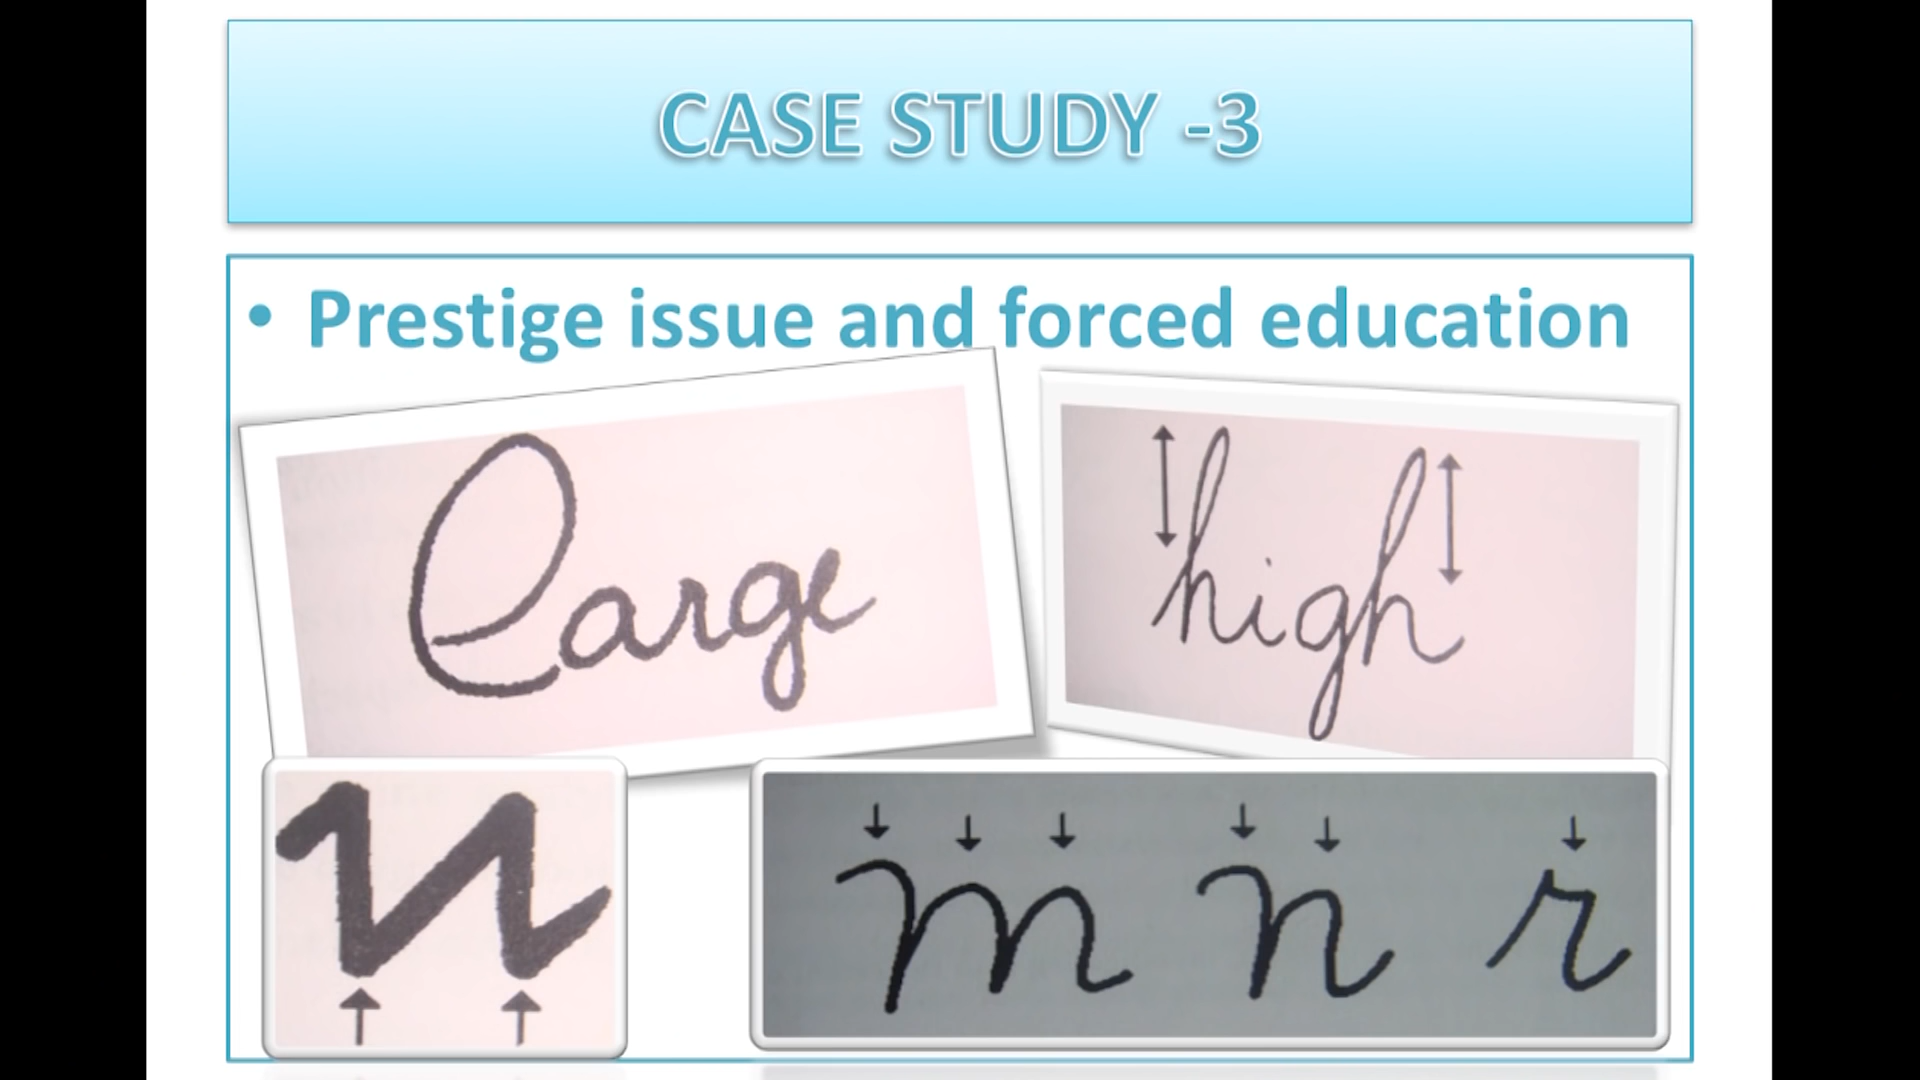 CASE STUDY -3
• Prestige issue and forced education
large
high
n
m n r